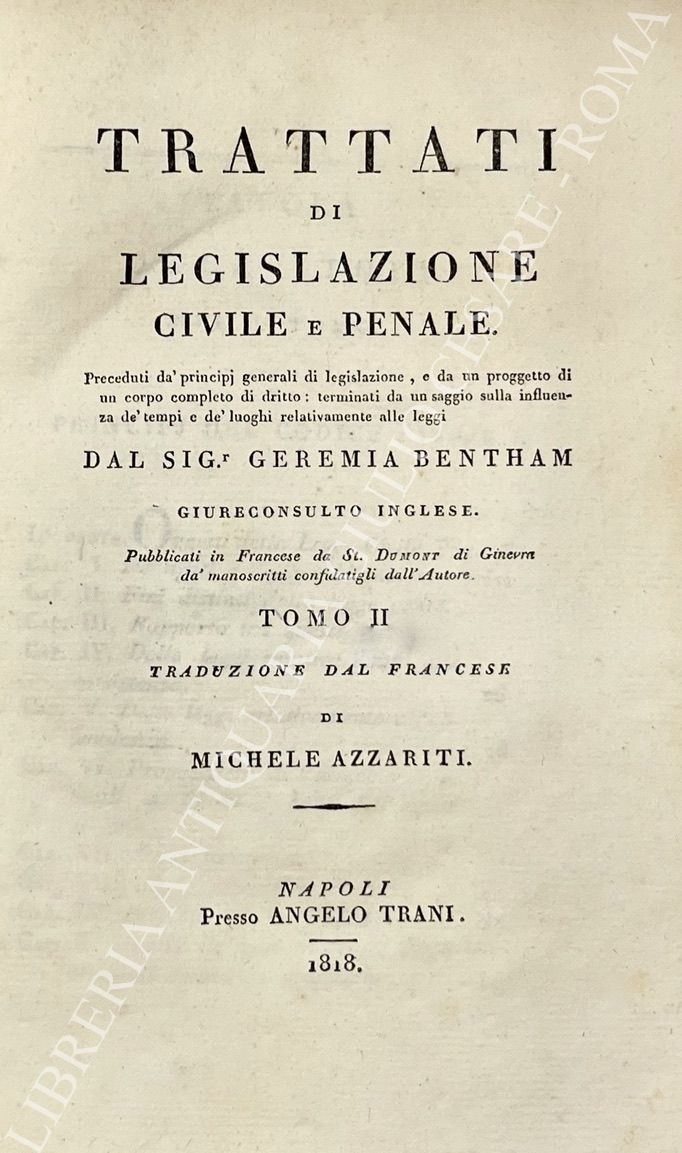 TRATTATI
DI
LEGISLAZIONE
CIVILE E PENALE.
Preceduti da' principj generali di legislazione, e da un proggetto di
un corpo completo di dritto: terminati da un saggio sulla influen-
za de' tempi e de' luoghi relativamente alle leggi
DAL SIG.r GEREMIA BENTHAM
GIURECONSULTO INGLESE.
Pubblicati in Francese da St. DUMONT di Ginevra
da' manoscritti confidatigli dall'Autore.
TOMO II
TRADUZIONE DAL FRANCESE
DI
MICHELE AZZARITI.
NAPOLI
Presso ANGELO TRANI.
1818.
LIBRERIA ANTIQUARIA GIULIO CESARE - ROMA